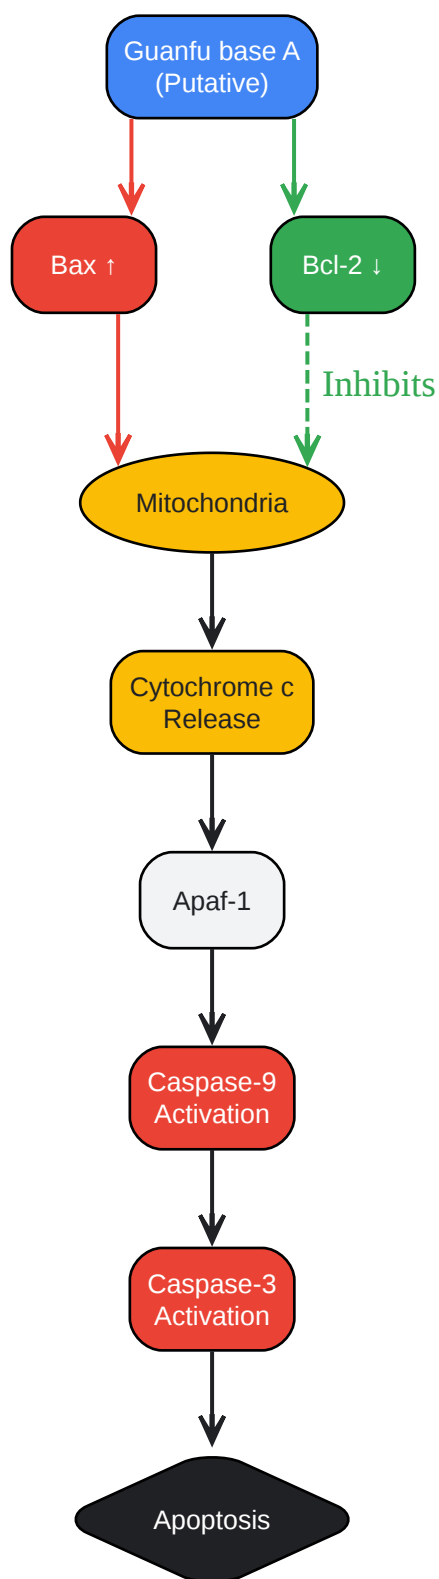 Guanfu base A
(Putative)
Bax ↑
Bcl-2 ↓
Inhibits
Mitochondria
Cytochrome c
Release
Apaf-1
Caspase-9
Activation
Caspase-3
Activation
Apoptosis